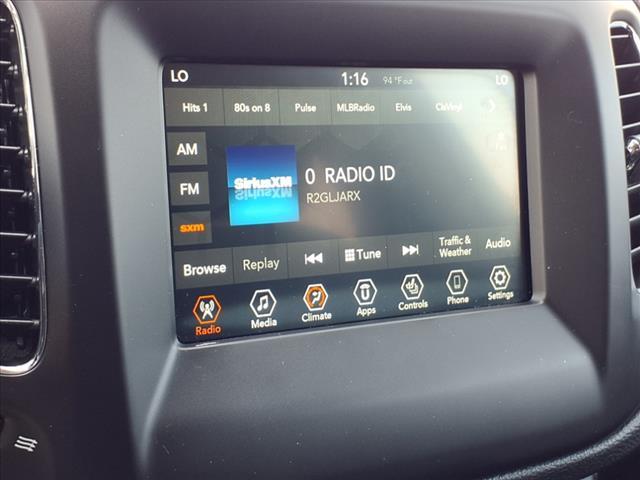 LO 1:16 94 °F out LO
Hits 1 80s on 8 Pulse MLBRadio Elvis ClsVinyl
AM
SiriusXM
0 RADIO ID
R2GLJARX
FM
sxm
Browse Replay Tune Traffic & Weather Audio
Radio Media Climate Apps Controls Phone Settings